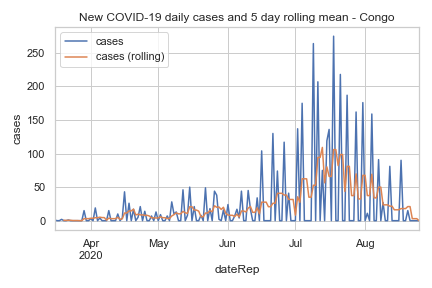 New COVID-19 daily cases and 5 day rolling mean - Congo
cases
cases (rolling)
250
200
150
100
50
0
cases
Apr
2020
May
Jun
Jul
Aug
dateRep